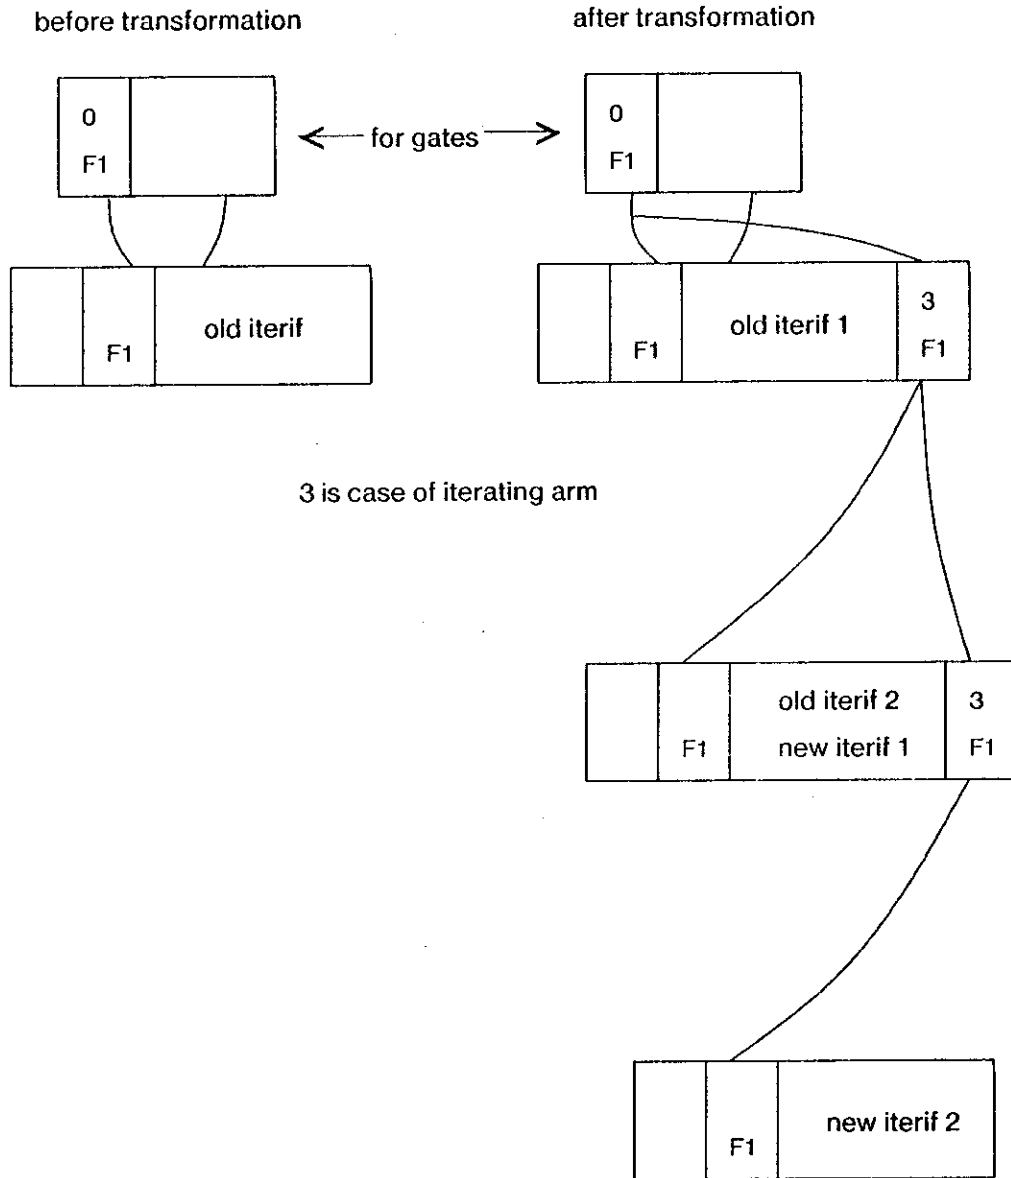 before transformation
after transformation
0
F1
for gates
0
F1
F1
old iterif
F1
old iterif 1
3
F1
3 is case of iterating arm
F1
old iterif 2
new iterif 1
3
F1
F1
new iterif 2